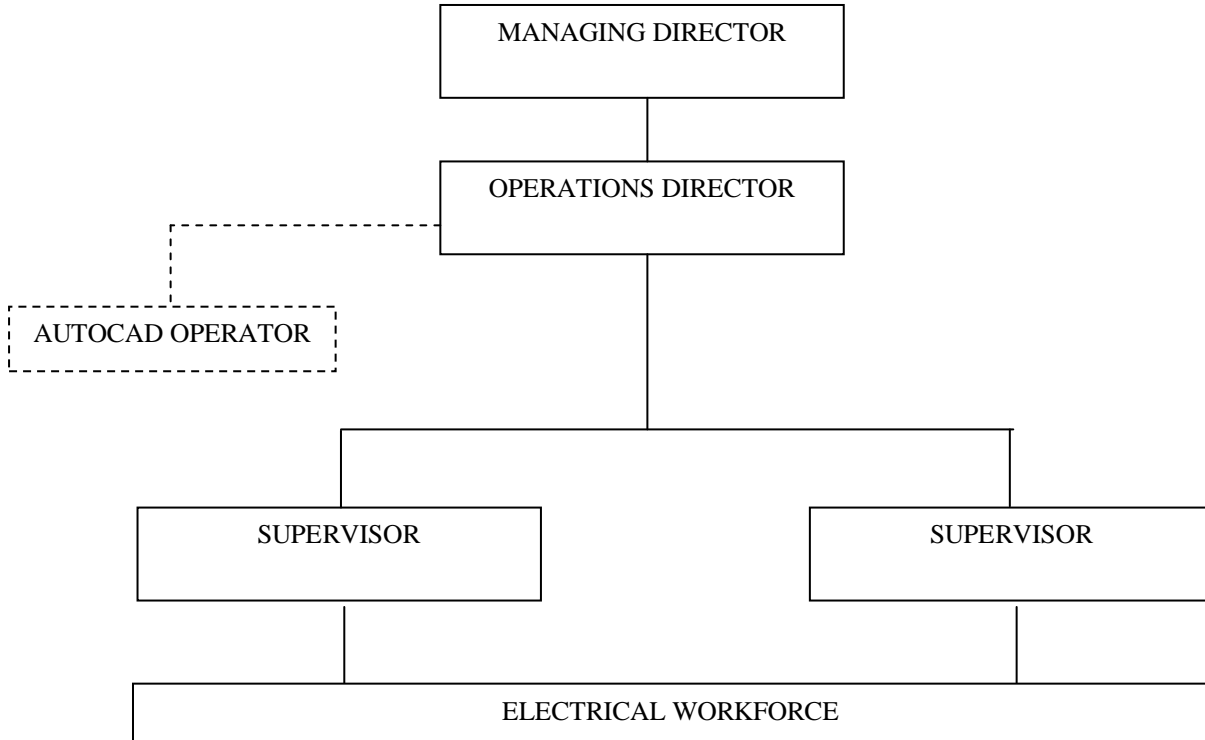 MANAGING DIRECTOR
OPERATIONS DIRECTOR
AUTOCAD OPERATOR
SUPERVISOR
SUPERVISOR
ELECTRICAL WORKFORCE